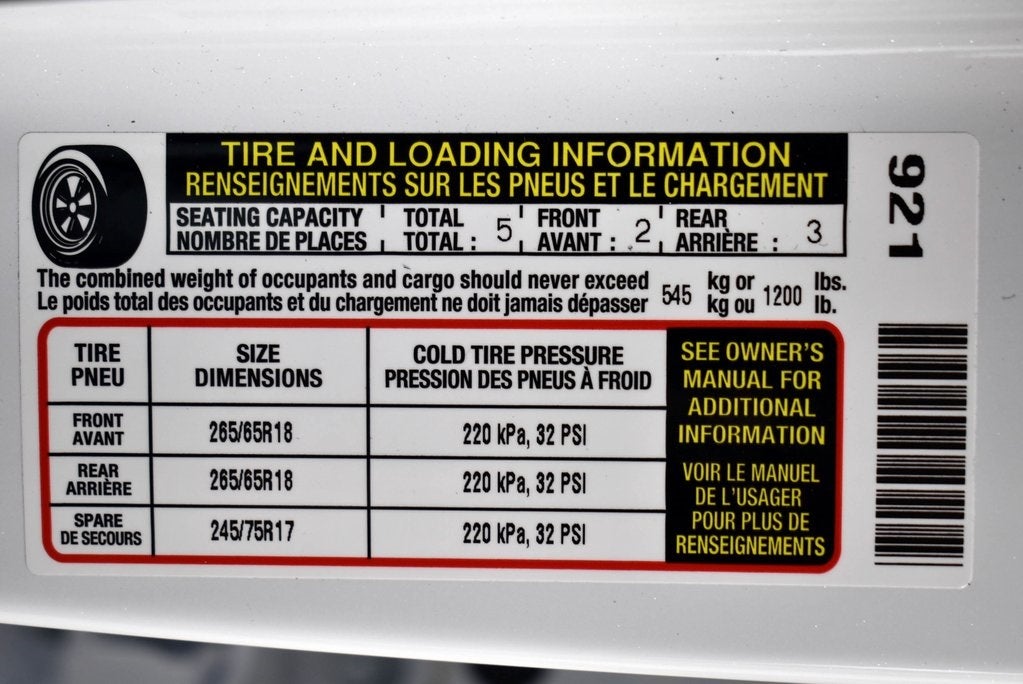 TIRE AND LOADING INFORMATION
RENSEIGNEMENTS SUR LES PNEUS ET LE CHARGEMENT
SEATING CAPACITY TOTAL FRONT REAR
NOMBRE DE PLACES TOTAL : 5 AVANT : 2 ARRIÈRE : 3
The combined weight of occupants and cargo should never exceed 545 kg or 1200 lbs.
Le poids total des occupants et du chargement ne doit jamais dépasser kg ou lb.
TIRE SIZE COLD TIRE PRESSURE
PNEU DIMENSIONS PRESSION DES PNEUS À FROID
FRONT
AVANT 265/65R18 220 kPa, 32 PSI
REAR
ARRIÈRE 265/65R18 220 kPa, 32 PSI
SPARE
DE SECOURS 245/75R17 220 kPa, 32 PSI
SEE OWNER'S
MANUAL FOR
ADDITIONAL
INFORMATION
VOIR LE MANUEL
DE L'USAGER
POUR PLUS DE
RENSEIGNEMENTS
921